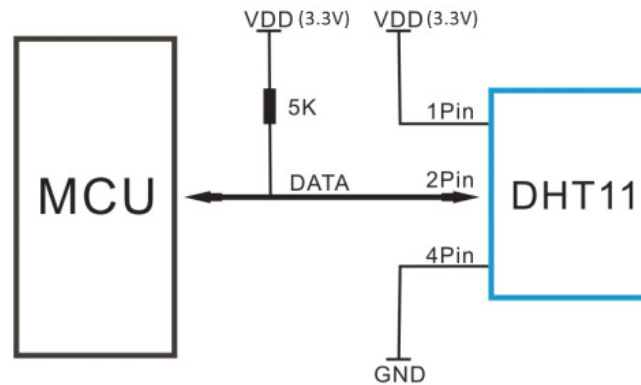 VDD (3.3V)
VDD (3.3V)
5K
1Pin
MCU
DATA
2Pin
DHT11
4Pin
GND